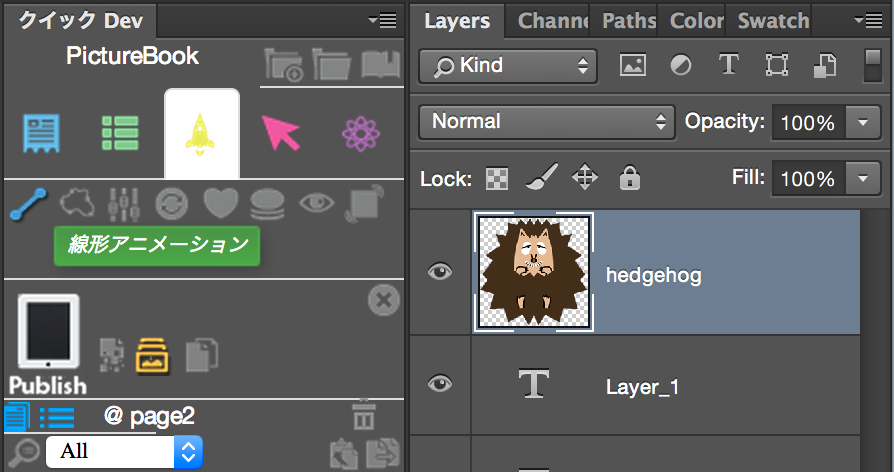 クイック Dev
PictureBook
線形アニメーション
Publish
@ page2
All
Layers Channe Paths Color Swatch
Kind
Normal Opacity: 100%
Lock: Fill: 100%
hedgehog
Layer_1